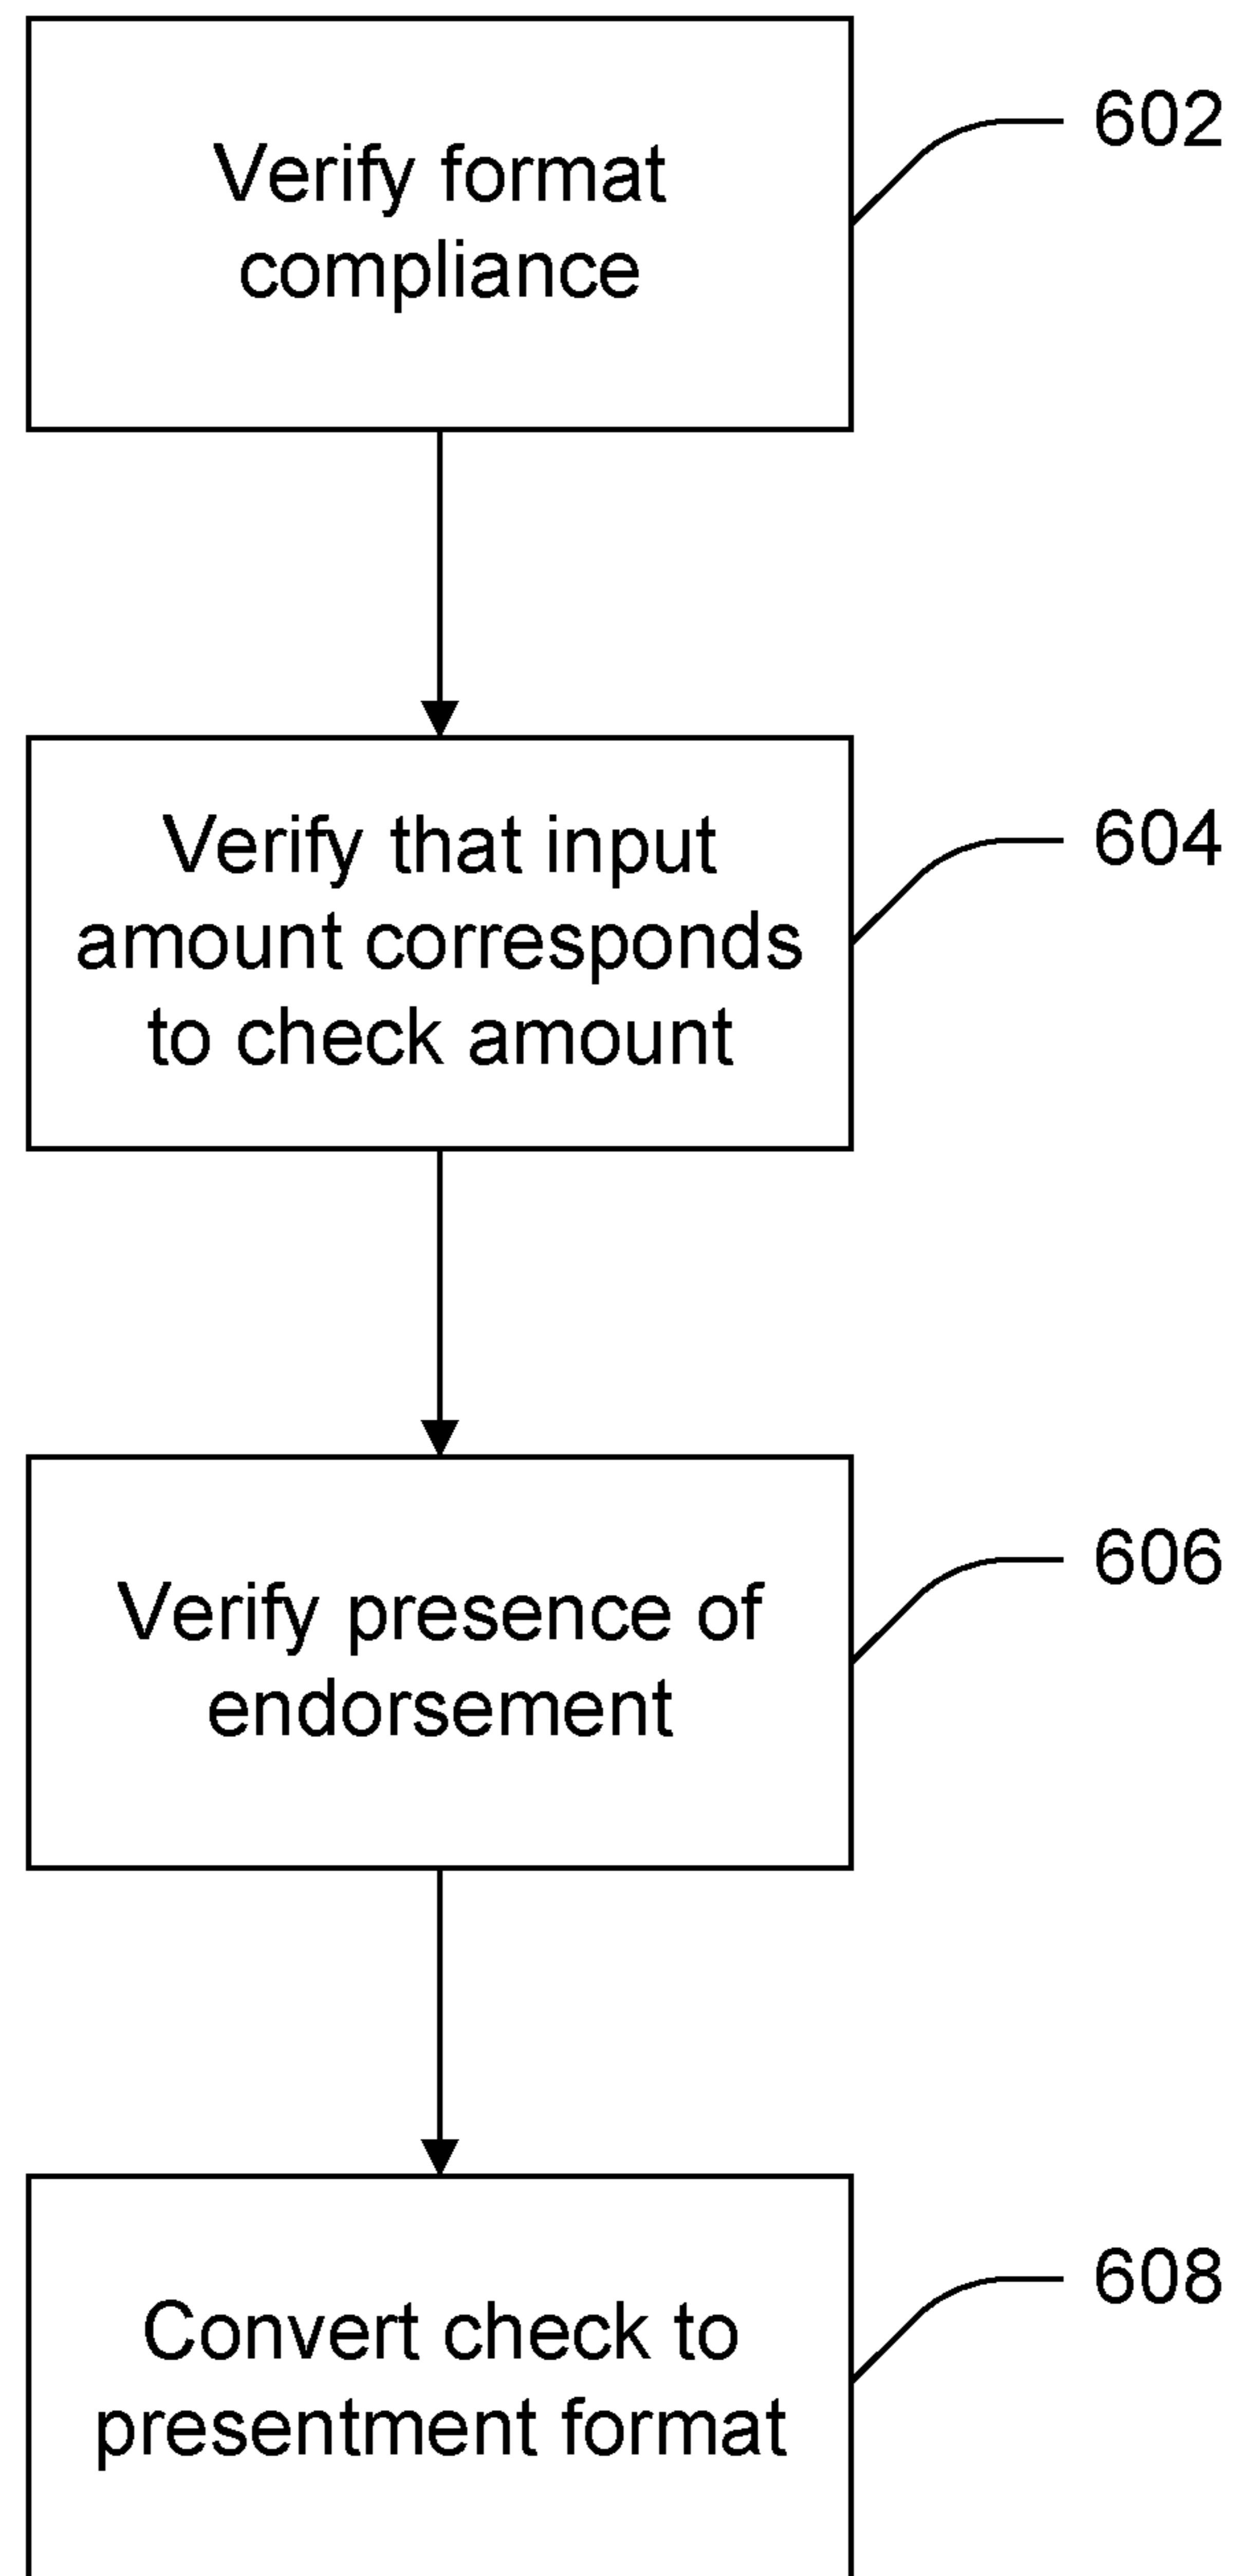 Verify format
compliance
602
Verify that input
amount corresponds
to check amount
604
Verify presence of
endorsement
606
Convert check to
presentment format
608